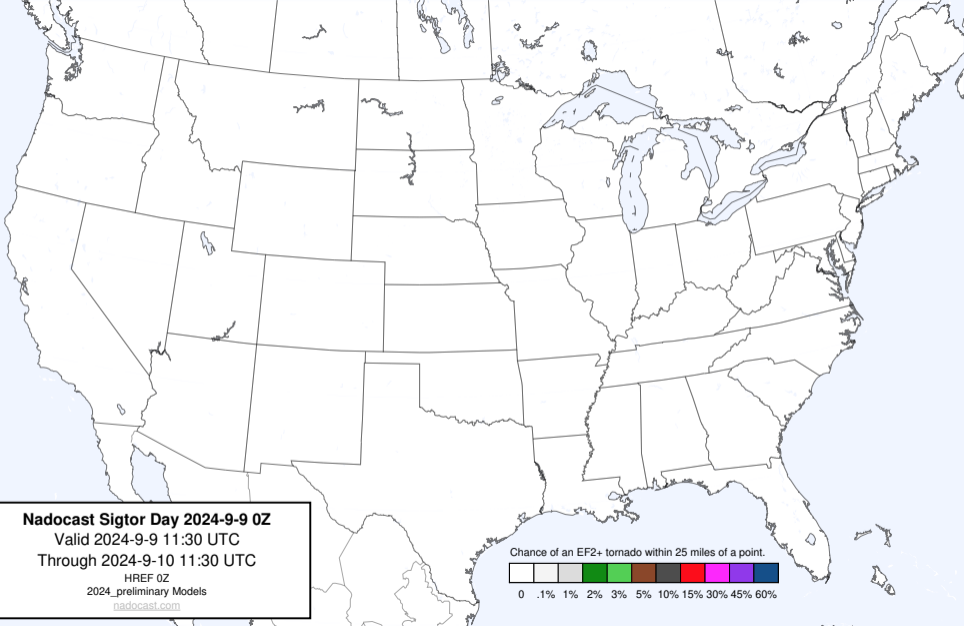 Nadocast Sigtor Day 2024-9-9 0Z
Valid 2024-9-9 11:30 UTC
Through 2024-9-10 11:30 UTC
HREF 0Z
2024_preliminary Models
nadocast.com
Chance of an EF2+ tornado within 25 miles of a point.
0 .1% 1% 2% 3% 5% 10% 15% 30% 45% 60%